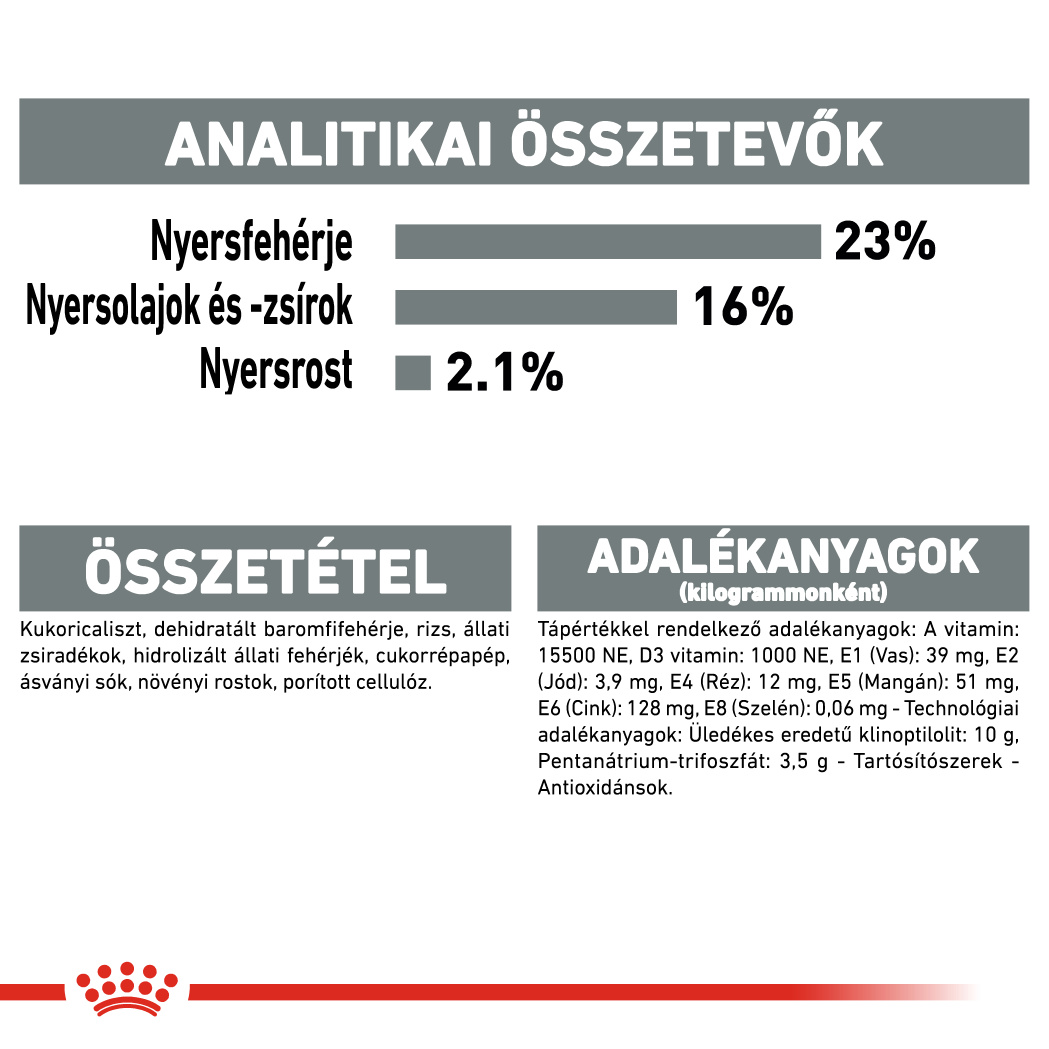 ANALITIKAI ÖSSZETEVŐK
Nyersfehérje 23%
Nyersolajok és -zsírok 16%
Nyersrost 2.1%
ÖSSZETÉTEL
Kukoricaliszt, dehidratált baromfifehérje, rizs, állati
zsiradékok, hidrolizált állati fehérjék, cukorrépapép,
ásványi sók, növényi rostok, porított cellulóz.
ADALÉKANYAGOK
(kilogrammonként)
Tápértékkel rendelkező adalékanyagok: A vitamin:
15500 NE, D3 vitamin: 1000 NE, E1 (Vas): 39 mg, E2
(Jód): 3,9 mg, E4 (Réz): 12 mg, E5 (Mangán): 51 mg,
E6 (Cink): 128 mg, E8 (Szelén): 0,06 mg - Technológiai
adalékanyagok: Üledékes eredetű klinoptilolit: 10 g,
Pentanátrium-trifoszfát: 3,5 g - Tartósítószerek -
Antioxidánsok.